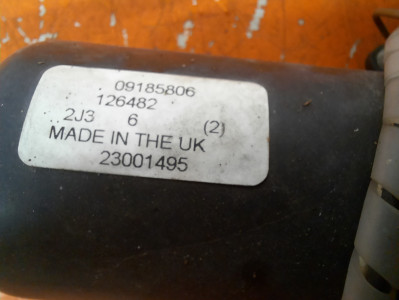 09185806
126482
2J3 6 (2)
MADE IN THE UK
23001495